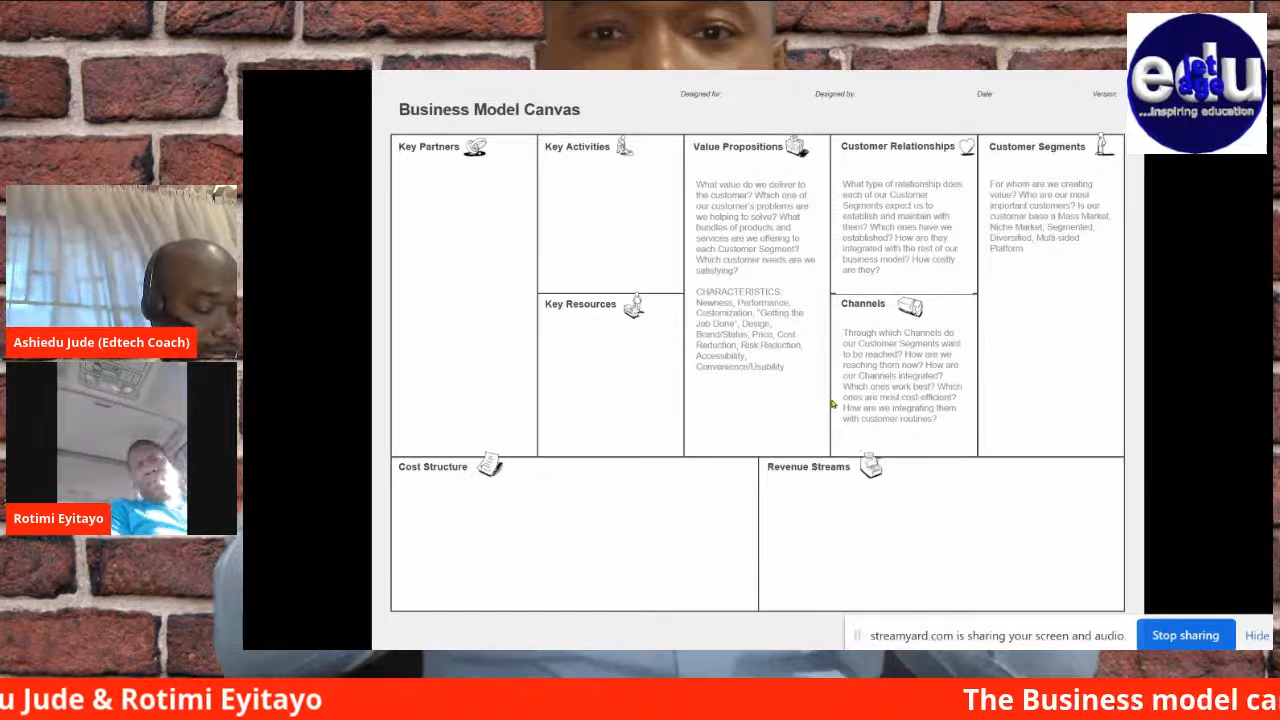 edu
let
age
...inspiring education
Designed for:
Designed by:
Date:
Version:
Business Model Canvas
Key Partners
Key Activities
Key Resources
Value Propositions
What value do we deliver to
the customer? Which one of
our customer's problems are
we helping to solve? What
bundles of products and
services are we offering to
each Customer Segment?
Which customer needs are we
satisfying?
CHARACTERISTICS:
Newness, Performance,
Customization, "Getting the
Job Done", Design,
Brand/Status, Price, Cost
Reduction, Risk Reduction,
Accessibility,
Convenience/Usability
Customer Relationships
What type of relationship does
each of our Customer
Segments expect us to
establish and maintain with
them? Which ones have we
established? How are they
integrated with the rest of our
business model? How costly
are they?
Channels
Through which Channels do
our Customer Segments want
to be reached? How are we
reaching them now? How are
our Channels integrated?
Which ones work best? Which
ones are most cost-efficient?
How are we integrating them
with customer routines?
Customer Segments
For whom are we creating
value? Who are our most
important customers? Is our
customer base a Mass Market,
Niche Market, Segmented,
Diversified, Multi-sided
Platform
Cost Structure
Revenue Streams
Ashiedu Jude (Edtech Coach)
Rotimi Eyitayo
streamyard.com is sharing your screen and audio.
Stop sharing
Hide
u Jude & Rotimi Eyitayo
The Business model ca